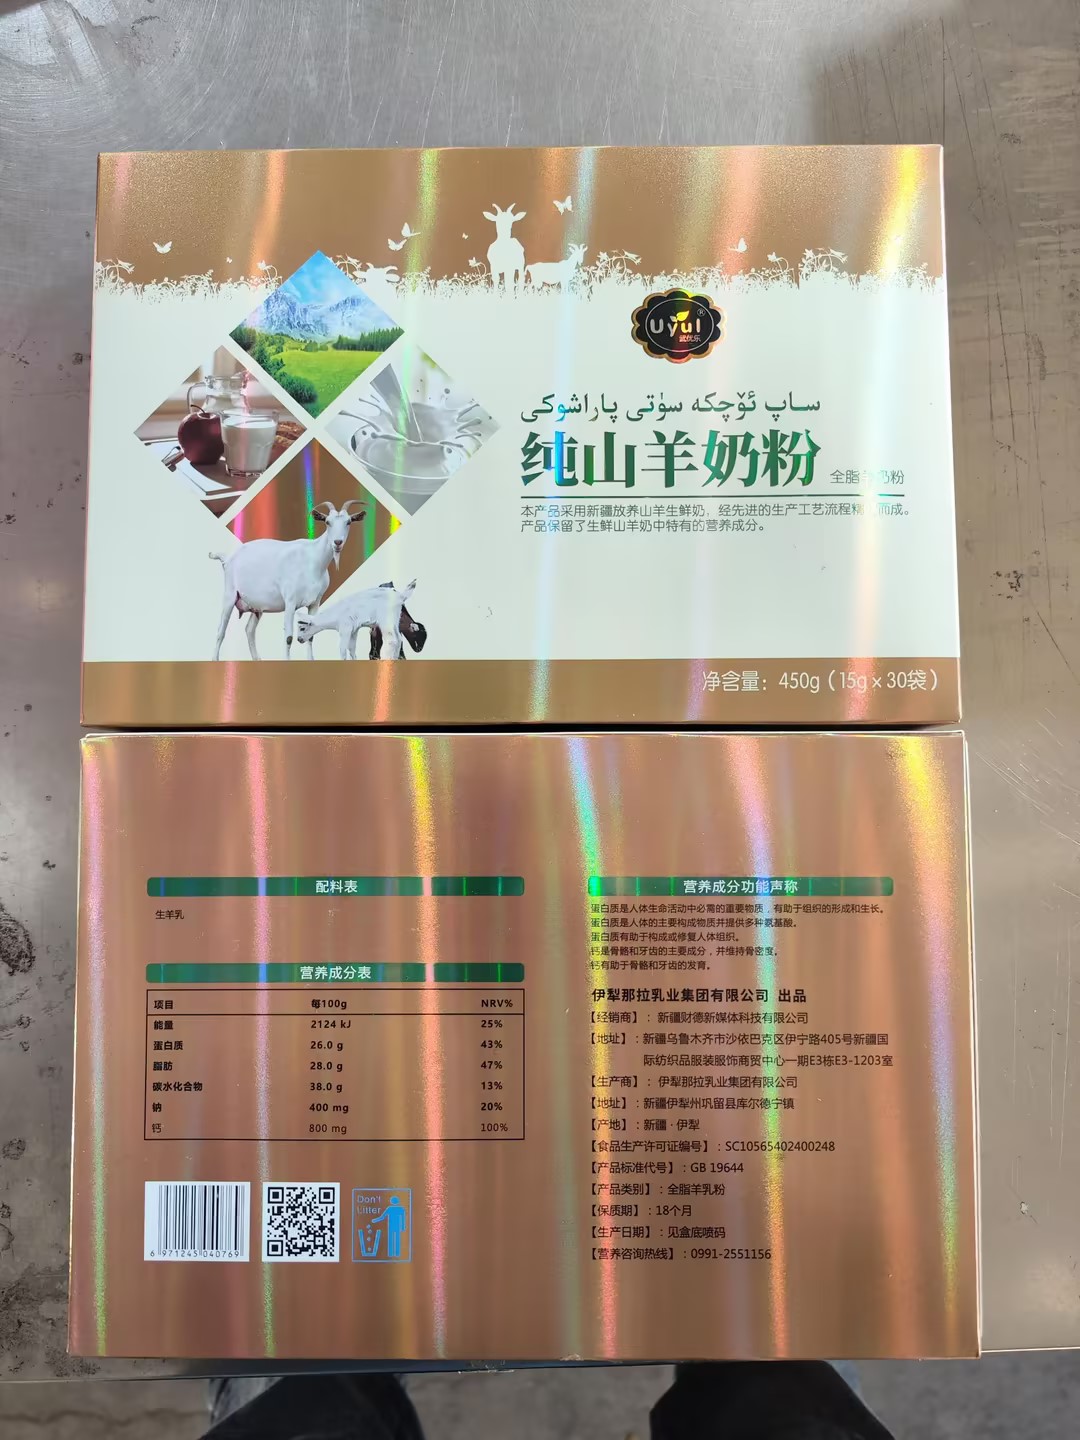 Uyul®
ساپ ئۆچكە سۈتى پاراشوكى
纯山羊奶粉
全脂羊奶粉
本产品采用新疆放养山羊生鲜奶，经先进的生产工艺流程精 而成。
产品保留了生鲜山羊奶中特有的营养成分。
净含量：450g（15g×30袋）
配料表
生羊乳
营养成分表
项目 每100g NRV%
能量 2124 kJ 25%
蛋白质 26.0 g 43%
脂肪 28.0 g 47%
碳水化合物 38.0 g 13%
钠 400 mg 20%
钙 800 mg 100%
6 971245 040769
Don't
Litter
营养成分功能声称
蛋白质是人体生命活动中必需的重要物质，有助于组织的形成和生长。
蛋白质是人体的主要构成物质并提供多种氨基酸。
蛋白质有助于构成或修复人体组织。
钙是骨骼和牙齿的主要成分，并维持骨密度。
钙有助于骨骼和牙齿的发育。
伊犁那拉乳业集团有限公司 出品
【经销商】：新疆财德新媒体科技有限公司
【地址】：新疆乌鲁木齐市沙依巴克区伊宁路405号新疆国
际纺织品服装服饰商贸中心一期E3栋E3-1203室
【生产商】：伊犁那拉乳业集团有限公司
【地址】：新疆伊犁州巩留县库尔德宁镇
【产地】：新疆·伊犁
【食品生产许可证编号】：SC10565402400248
【产品标准代号】：GB 19644
【产品类别】：全脂羊乳粉
【保质期】：18个月
【生产日期】：见盒底喷码
【营养咨询热线】：0991-2551156